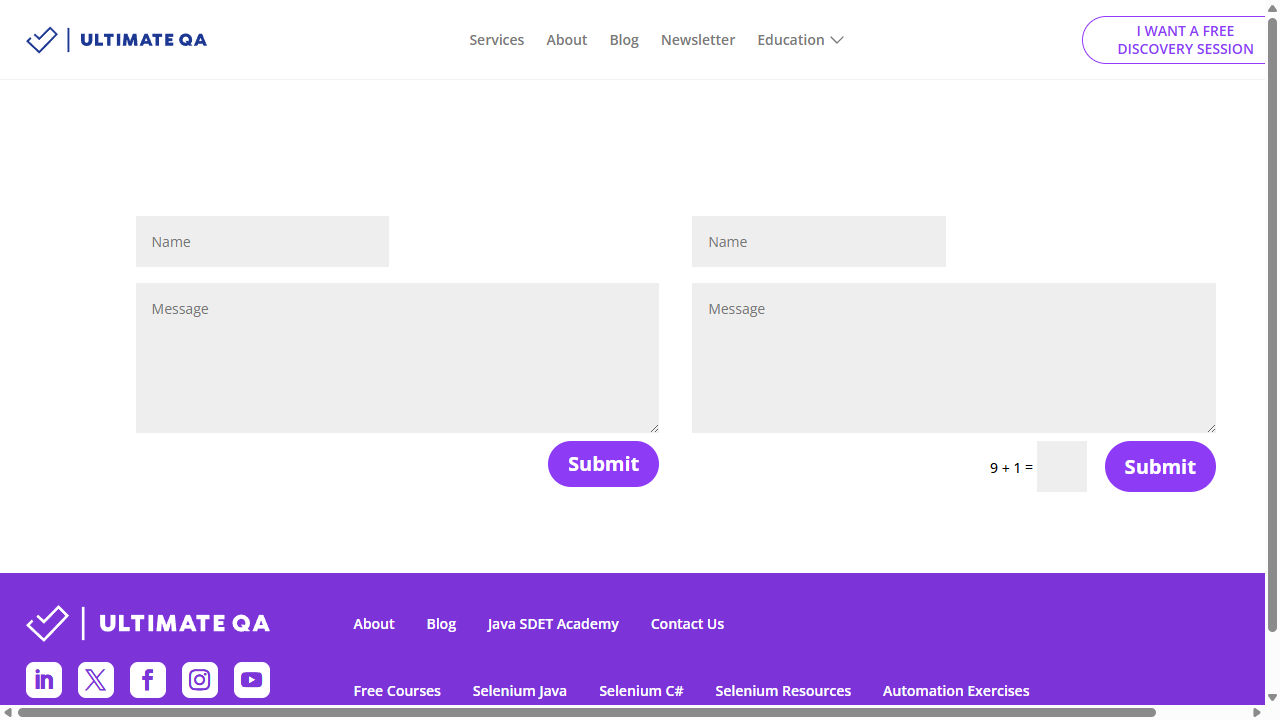 ULTIMATE QA
Services
About
Blog
Newsletter
Education
I WANT A FREE
DISCOVERY SESSION
Name
Message
Submit
Name
Message
9 + 1 =
Submit
ULTIMATE QA
About
Blog
Java SDET Academy
Contact Us
Free Courses
Selenium Java
Selenium C#
Selenium Resources
Automation Exercises